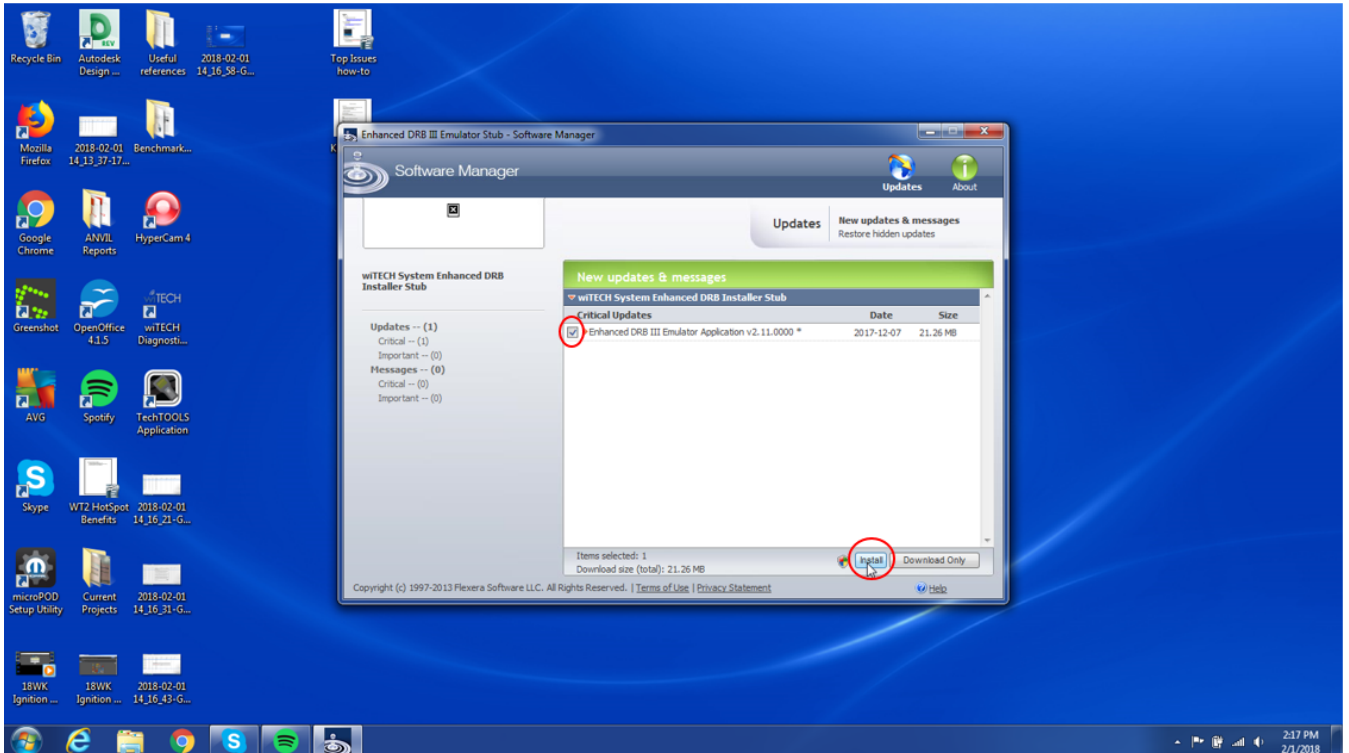 Recycle Bin
Autodesk
Design ...
Useful
references
2018-02-01
14_16_58-G...
Top Issues
how-to
Mozilla
Firefox
2018-02-01
14_13_37-17...
Benchmark...
K
Google
Chrome
ANVIL
Reports
HyperCam 4
Greenshot
OpenOffice
4.1.5
wiTECH
wiTECH
Diagnosti...
AVG
Spotify
TechTOOLS
Application
Skype
WT2 HotSpot
Benefits
2018-02-01
14_16_21-G...
microPOD
Setup Utility
Current
Projects
2018-02-01
14_16_31-G...
18WK
Ignition ...
18WK
Ignition ...
2018-02-01
14_16_43-G...
Enhanced DRB III Emulator Stub - Software Manager
Software Manager
Updates
About
Updates
New updates & messages
Restore hidden updates
wiTECH System Enhanced DRB
Installer Stub
Updates -- (1)
Critical -- (1)
Important -- (0)
Messages -- (0)
Critical -- (0)
Important -- (0)
New updates & messages
wiTECH System Enhanced DRB Installer Stub
Critical Updates Date Size
Enhanced DRB III Emulator Application v2.11.0000 * 2017-12-07 21.26 MB
Items selected: 1
Download size (total): 21.26 MB
Install
Download Only
Copyright (c) 1997-2013 Flexera Software LLC. All Rights Reserved. | Terms of Use | Privacy Statement
Help
2:17 PM
2/1/2018